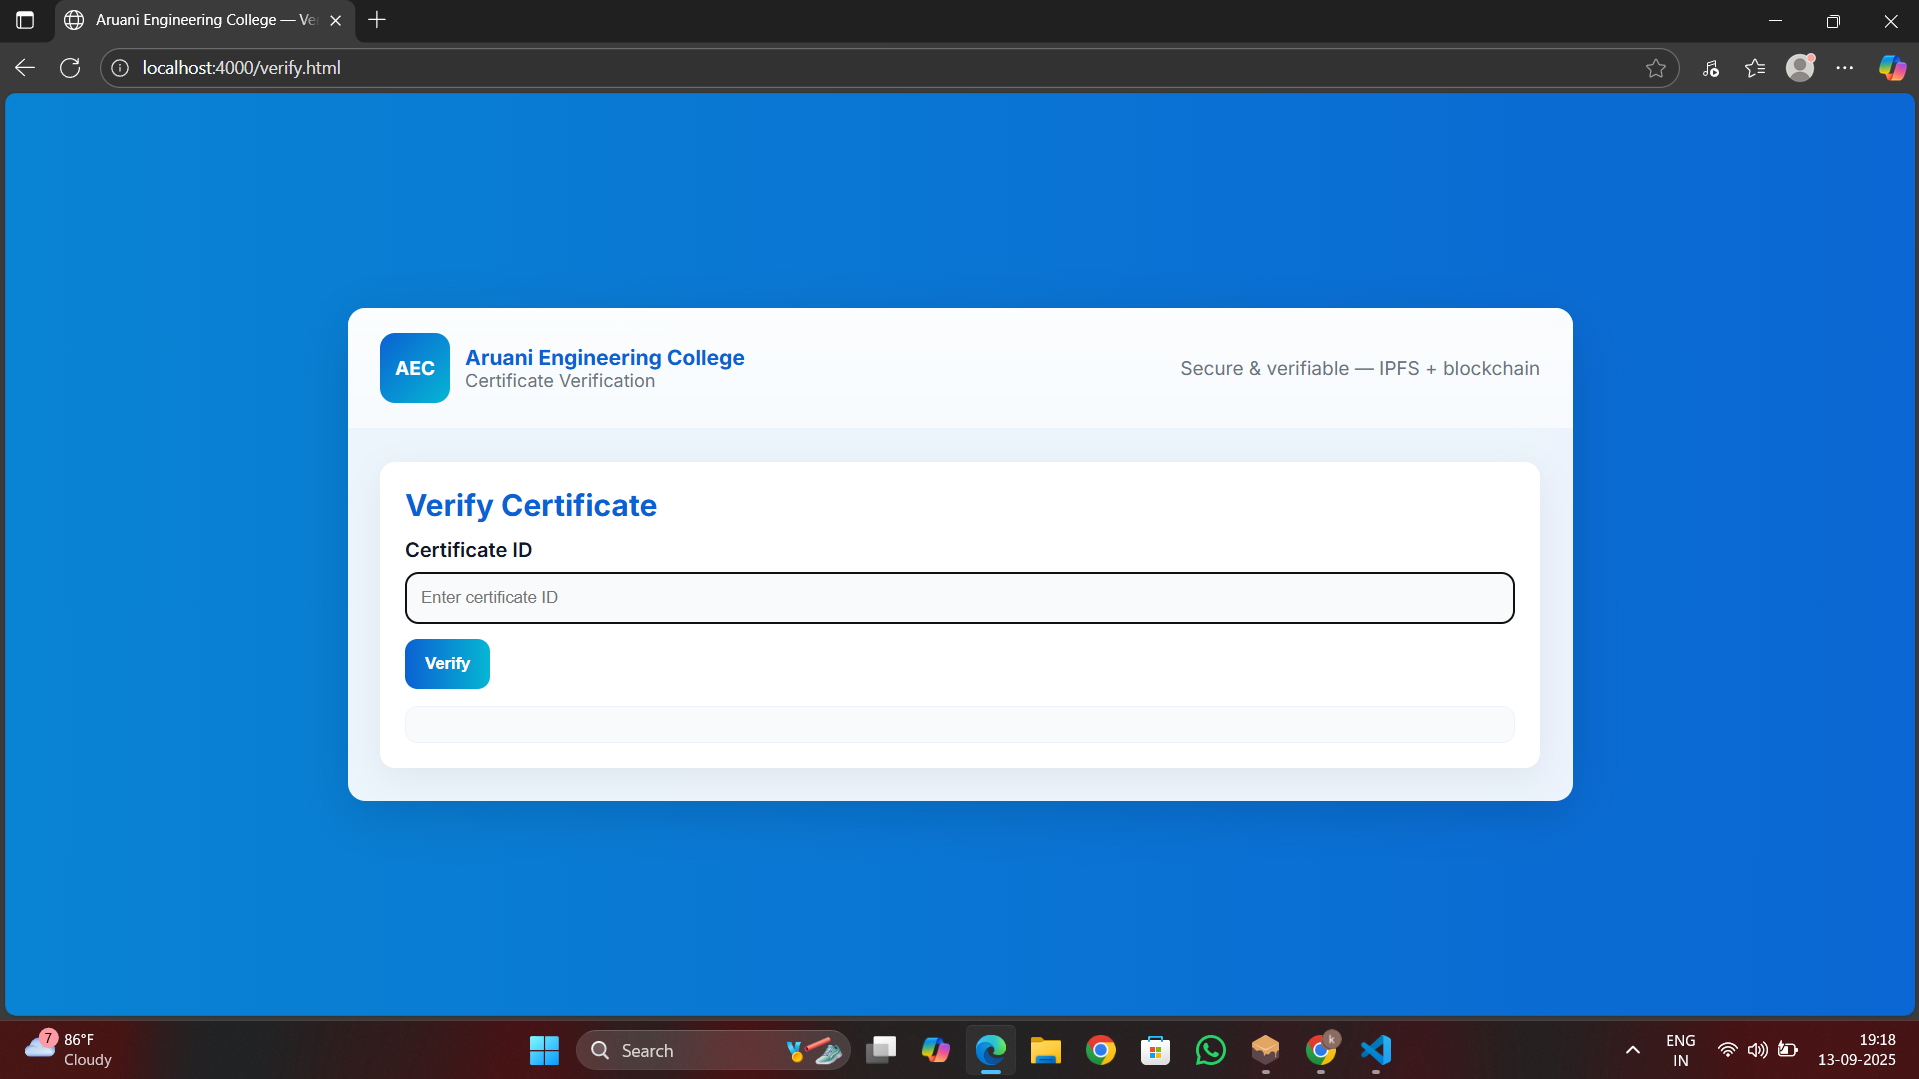 Aruani Engineering College — Ve
localhost:4000/verify.html
AEC
Aruani Engineering College
Certificate Verification
Secure & verifiable — IPFS + blockchain
Verify Certificate
Certificate ID
Enter certificate ID
Verify
7
86°F
Cloudy
Search
k
ENG
IN
19:18
13-09-2025